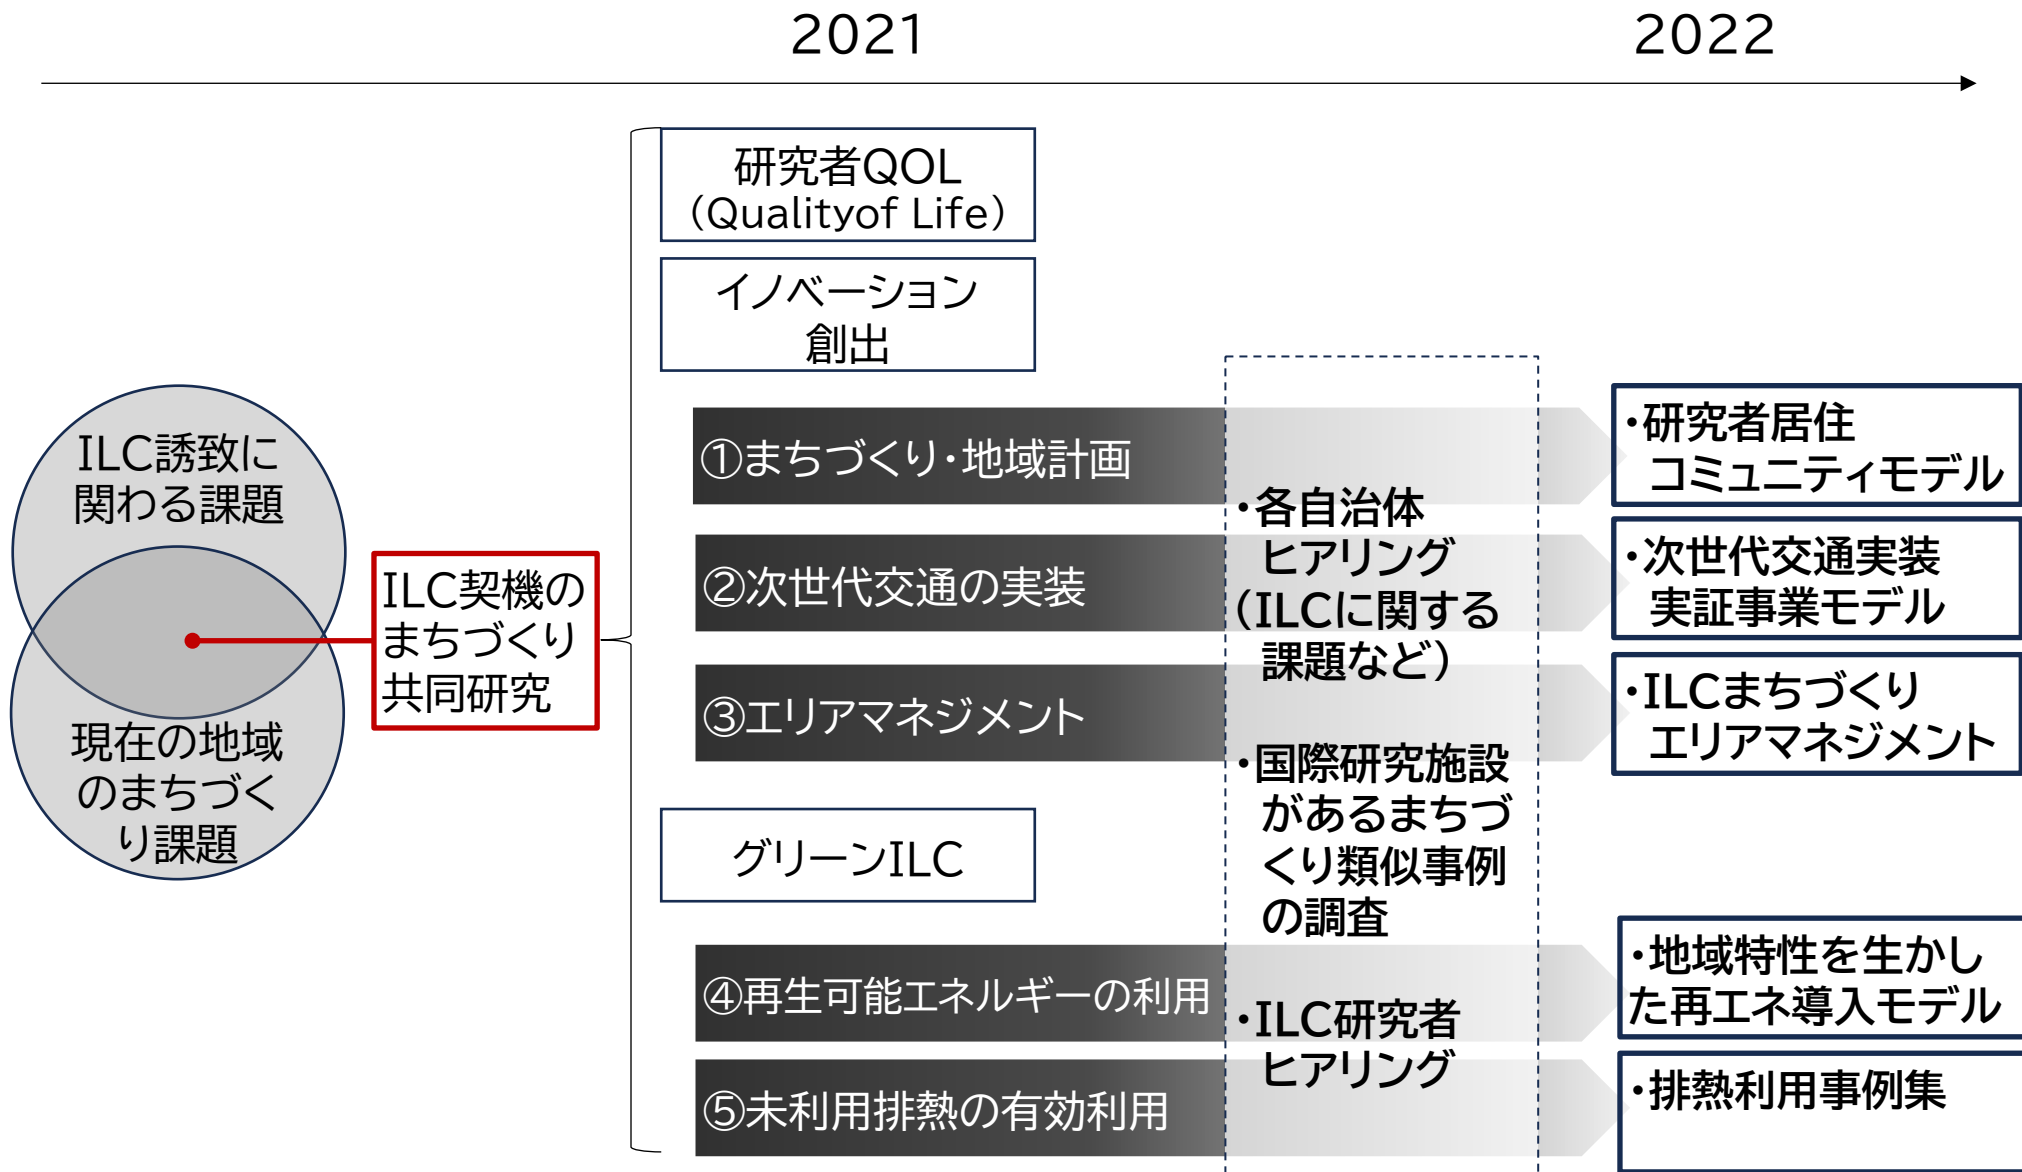 2021
2022
研究者QOL
(Qualityof Life)
イノベーション
創出
ILC誘致に
関わる課題
現在の地域
のまちづく
り課題
ILC契機の
まちづくり
共同研究
①まちづくり・地域計画
②次世代交通の実装
③エリアマネジメント
グリーンILC
④再生可能エネルギーの利用
⑤未利用排熱の有効利用
・各自治体
ヒアリング
(ILCに関する
課題など)
・国際研究施設
があるまちづ
くり類似事例
の調査
・ILC研究者
ヒアリング
・研究者居住
コミュニティモデル
・次世代交通実装
実証事業モデル
・ILCまちづくり
エリアマネジメント
・地域特性を生かし
た再エネ導入モデル
・排熱利用事例集